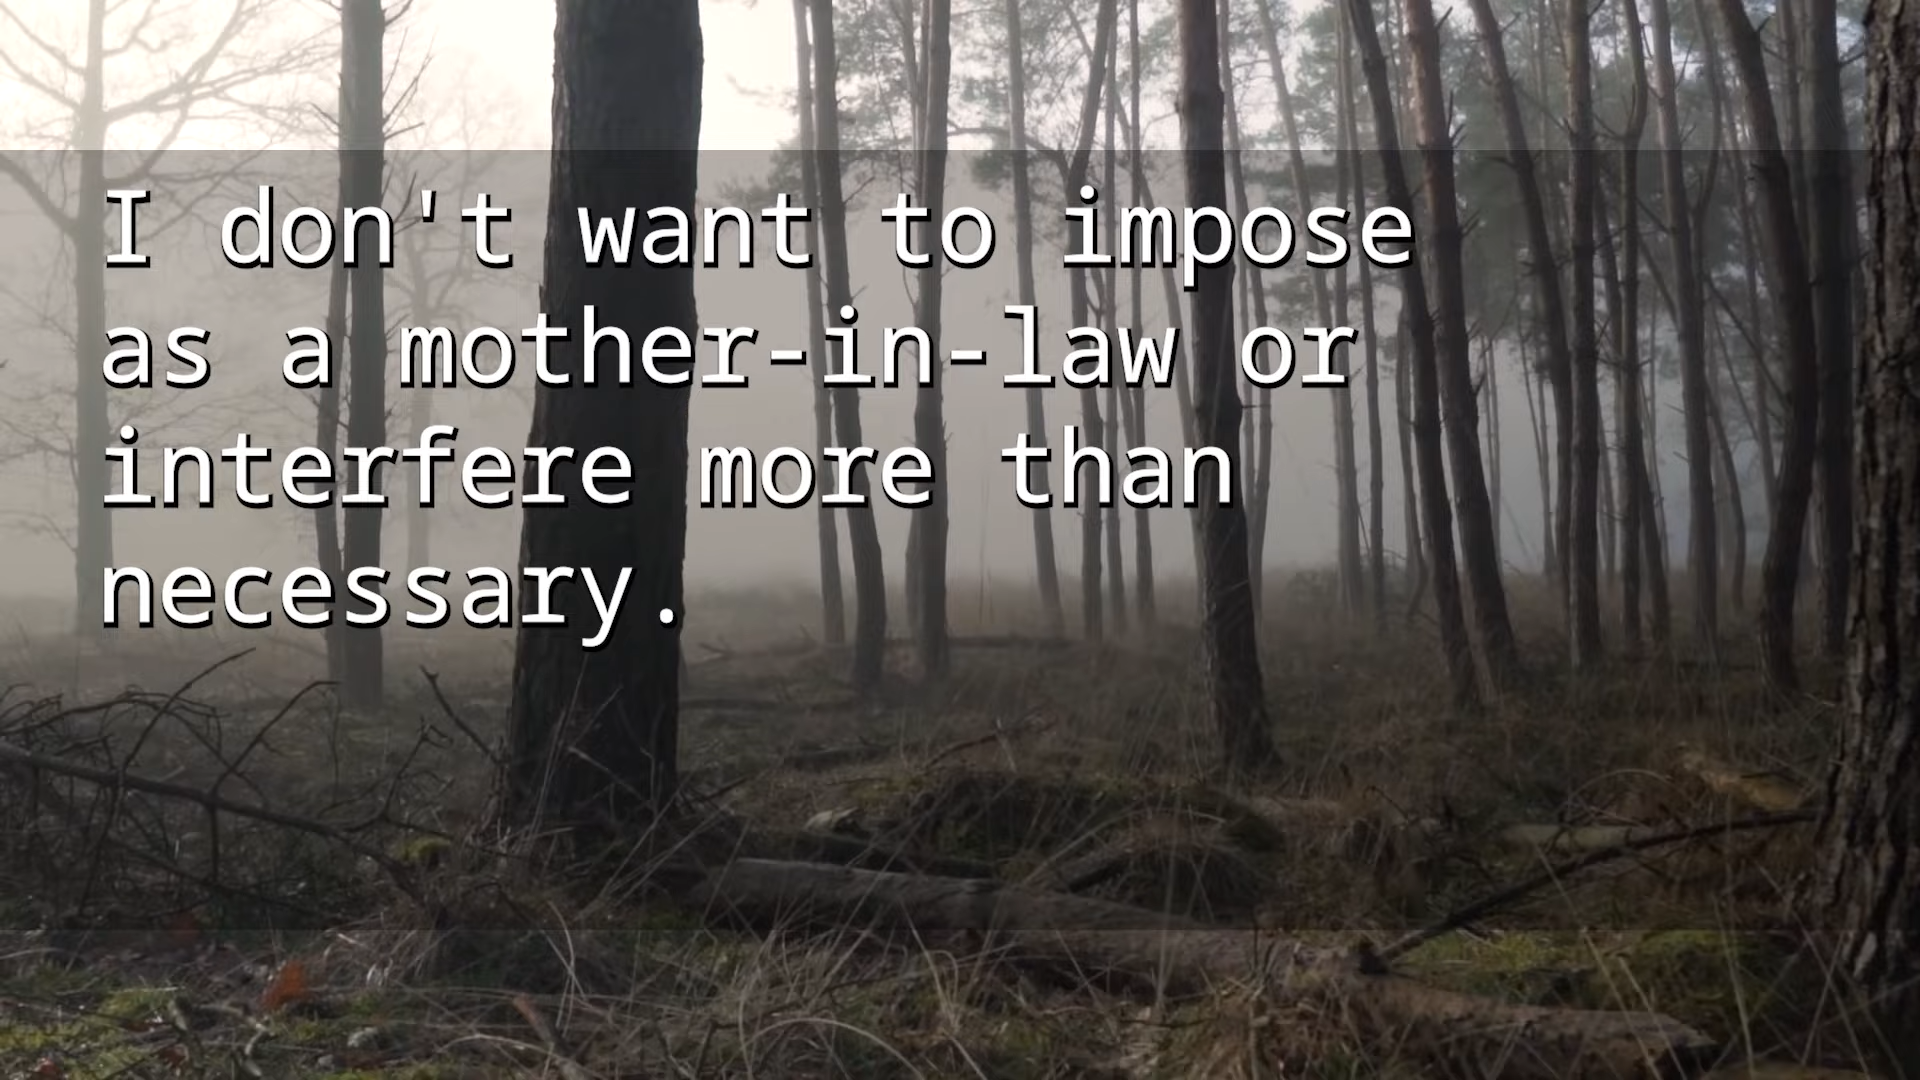 I don't want to impose
as a mother-in-law or
interfere more than
necessary.